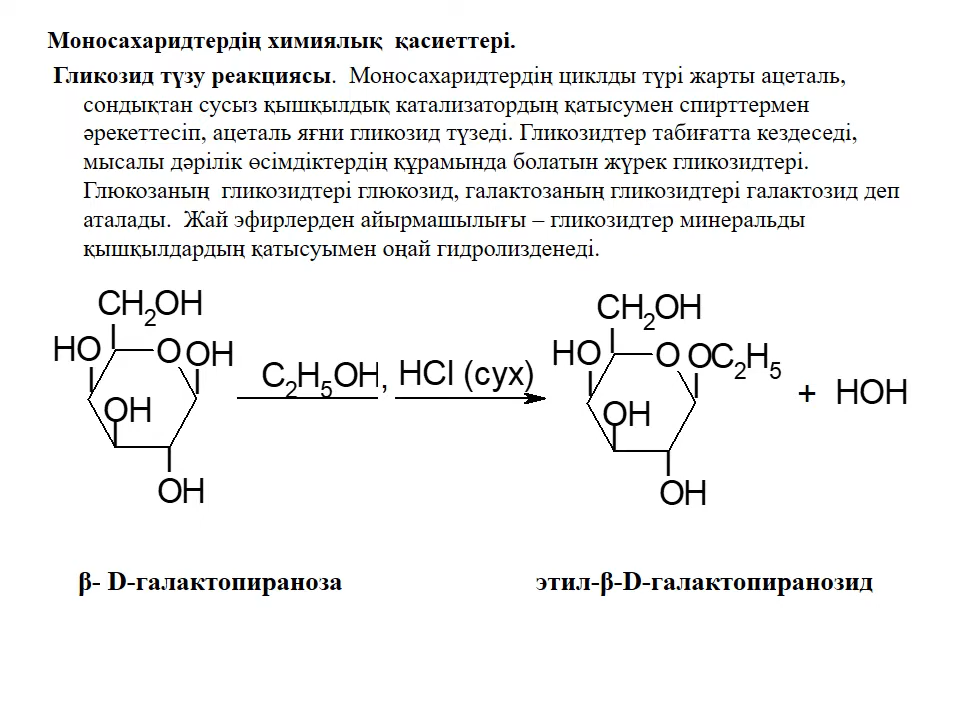 Моносахаридтердің химиялық қасиеттері.
Гликозид түзу реакциясы. Моносахаридтердің циклды түрі жарты ацеталь,
сондықтан сусыз қышқылдық катализатордың қатысумен спирттермен
әрекеттесіп, ацеталь яғни гликозид түзеді. Гликозидтер табиғатта кездеседі,
мысалы дәрілік өсімдіктердің құрамында болатын жүрек гликозидтері.
Глюкозаның гликозидтері глюкозид, галактозаның гликозидтері галактозид деп
аталады. Жай эфирлерден айырмашылығы – гликозидтер минеральды
қышқылдардың қатысуымен оңай гидролизденеді.
CH2OH
HO
O
OH
OH
OH
C2H5OH, HCl (сух)
CH2OH
HO
O
OC2H5
OH
OH
+ HOH
β- D-галактопираноза
этил-β-D-галактопиранозид